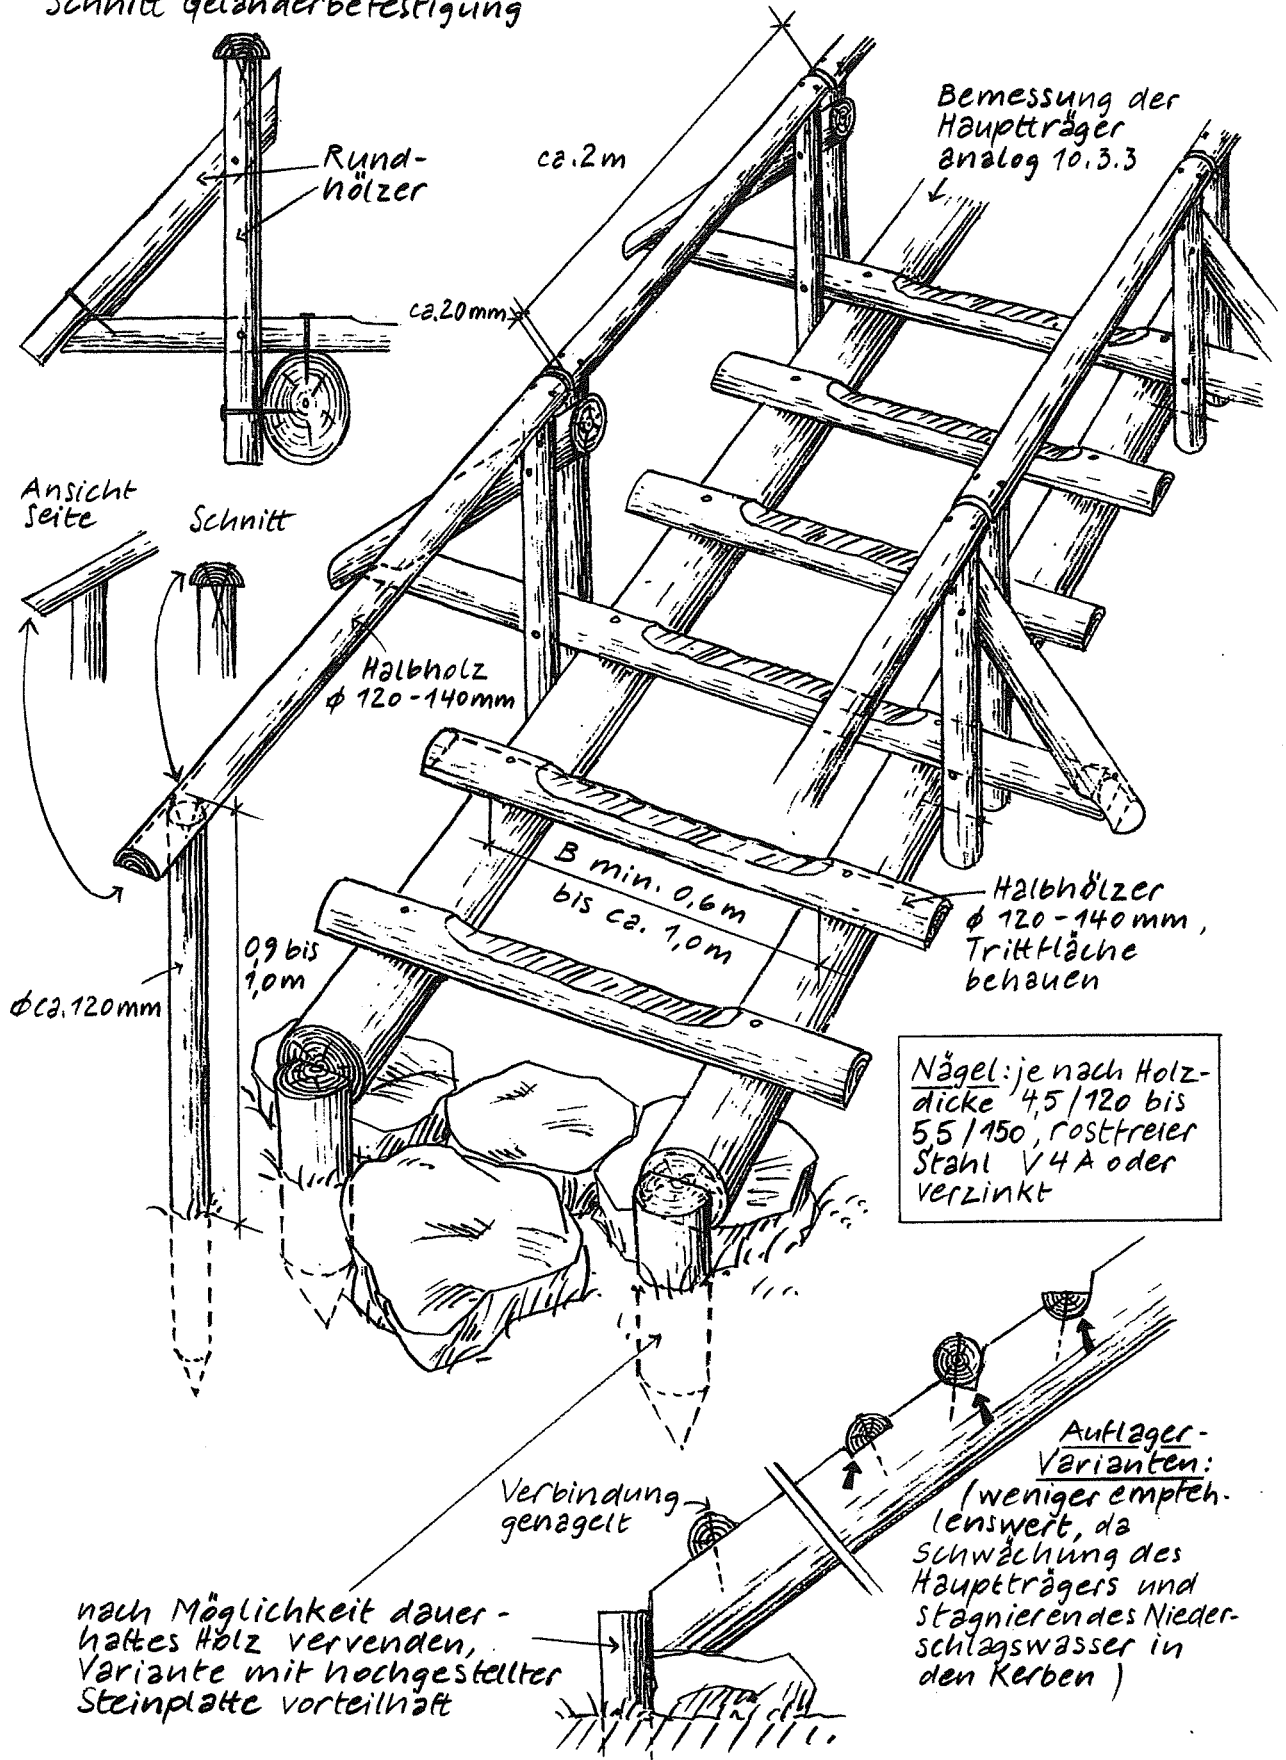 Schnitt Geländerbefestigung
Rund-
hölzer
ca. 2m
Bemessung der
Hauptträger
analog 10.3.3
ca. 20mm
Ansicht
Seite
Schnitt
Halbholz
ϕ 120-140mm
B min. 0,6m
bis ca. 1,0m
Halbhölzer
ϕ 120-140mm,
Trittfläche
behauen
0,9 bis
1,0m
ϕ ca. 120mm
Nägel: je nach Holz-
dicke 4,5/120 bis
5,5/150, rostfreier
Stahl V4A oder
verzinkt
Auflager-
Varianten:
(weniger empfeh-
lenswert, da
Schwächung des
Hauptträgers und
stagnierendes Nieder-
schlagswasser in
den Kerben)
Verbindung
genagelt
nach Möglichkeit dauer-
haftes Holz vervenden,
Variante mit hochgestellter
Steinplatte vorteilhaft